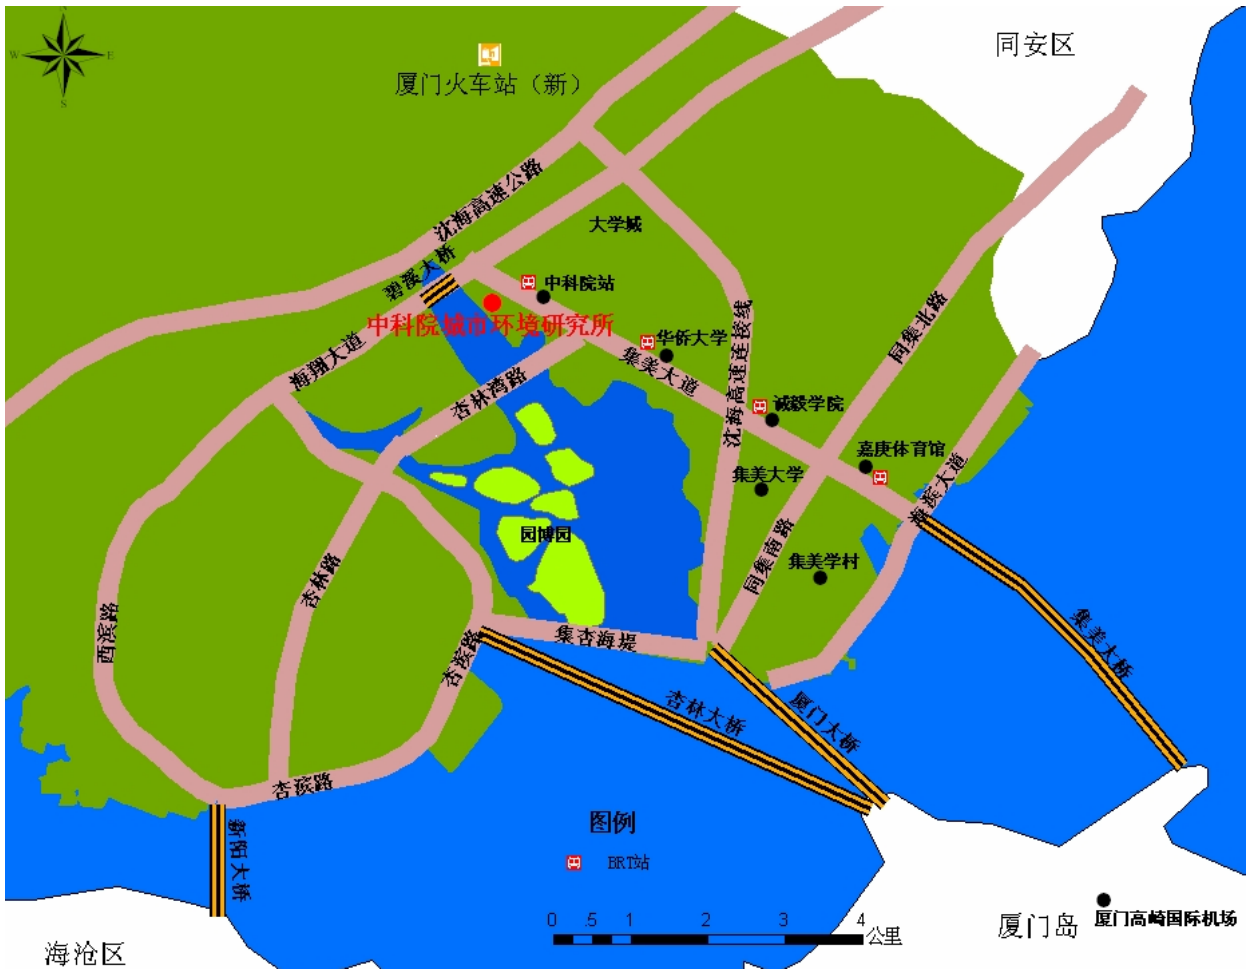 N
W
E
S
同安区
厦门火车站（新）
沈海高速公路
大学城
碧溪大桥
中科院站
中科院城市环境研究所
华侨大学
海翔大道
集美大道
沈海高速连接线
同集北路
杏林湾路
诚毅学院
嘉庚体育馆
集美大学
海滨大道
园博园
同集南路
集美学村
杏林路
西滨路
集杏海堤
杏滨路
集美大桥
杏林大桥
厦门大桥
杏滨路
新阳大桥
图例
BRT站
0 .5 1 2 3 4
公里
厦门岛
厦门高崎国际机场
海沧区